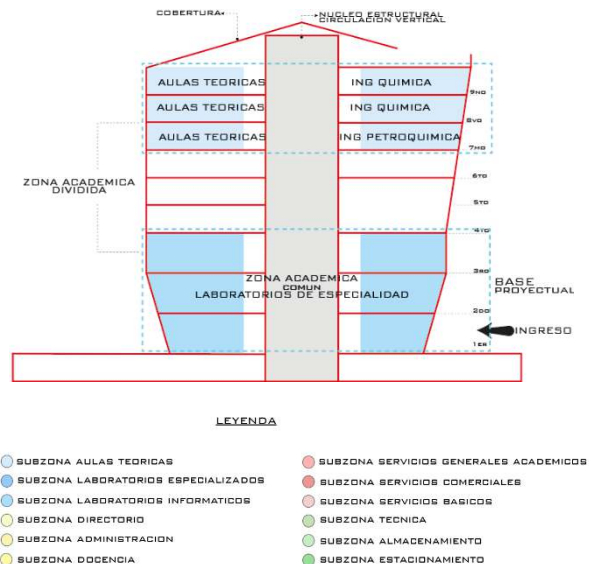 COBERTURA
NUCLEO ESTRUCTURAL
CIRCULACION VERTICAL
AULAS TEORICAS
ING QUIMICA
9NO
AULAS TEORICAS
ING QUIMICA
8VO
AULAS TEORICAS
ING PETROQUIMICA
7MO
ZONA ACADEMICA
DIVIDIDA
6TO
5TO
4TO
ZONA ACADEMICA
COMUN
LABORATORIOS DE ESPECIALIDAD
3RO
BASE
PROYECTUAL
2DO
INGRESO
1ER
LEYENDA
SUBZONA AULAS TEORICAS
SUBZONA LABORATORIOS ESPECIALIZADOS
SUBZONA LABORATORIOS INFORMATICOS
SUBZONA DIRECTORIO
SUBZONA ADMINISTRACION
SUBZONA DOCENCIA
SUBZONA SERVICIOS GENERALES ACADEMICOS
SUBZONA SERVICIOS COMERCIALES
SUBZONA SERVICIOS BASICOS
SUBZONA TECNICA
SUBZONA ALMACENAMIENTO
SUBZONA ESTACIONAMIENTO